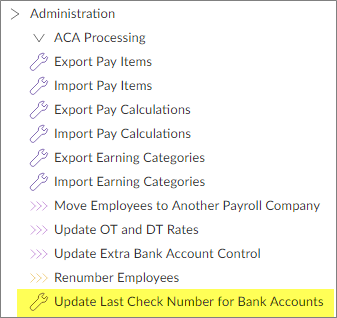 Administration
ACA Processing
Export Pay Items
Import Pay Items
Export Pay Calculations
Import Pay Calculations
Export Earning Categories
Import Earning Categories
Move Employees to Another Payroll Company
Update OT and DT Rates
Update Extra Bank Account Control
Renumber Employees
Update Last Check Number for Bank Accounts